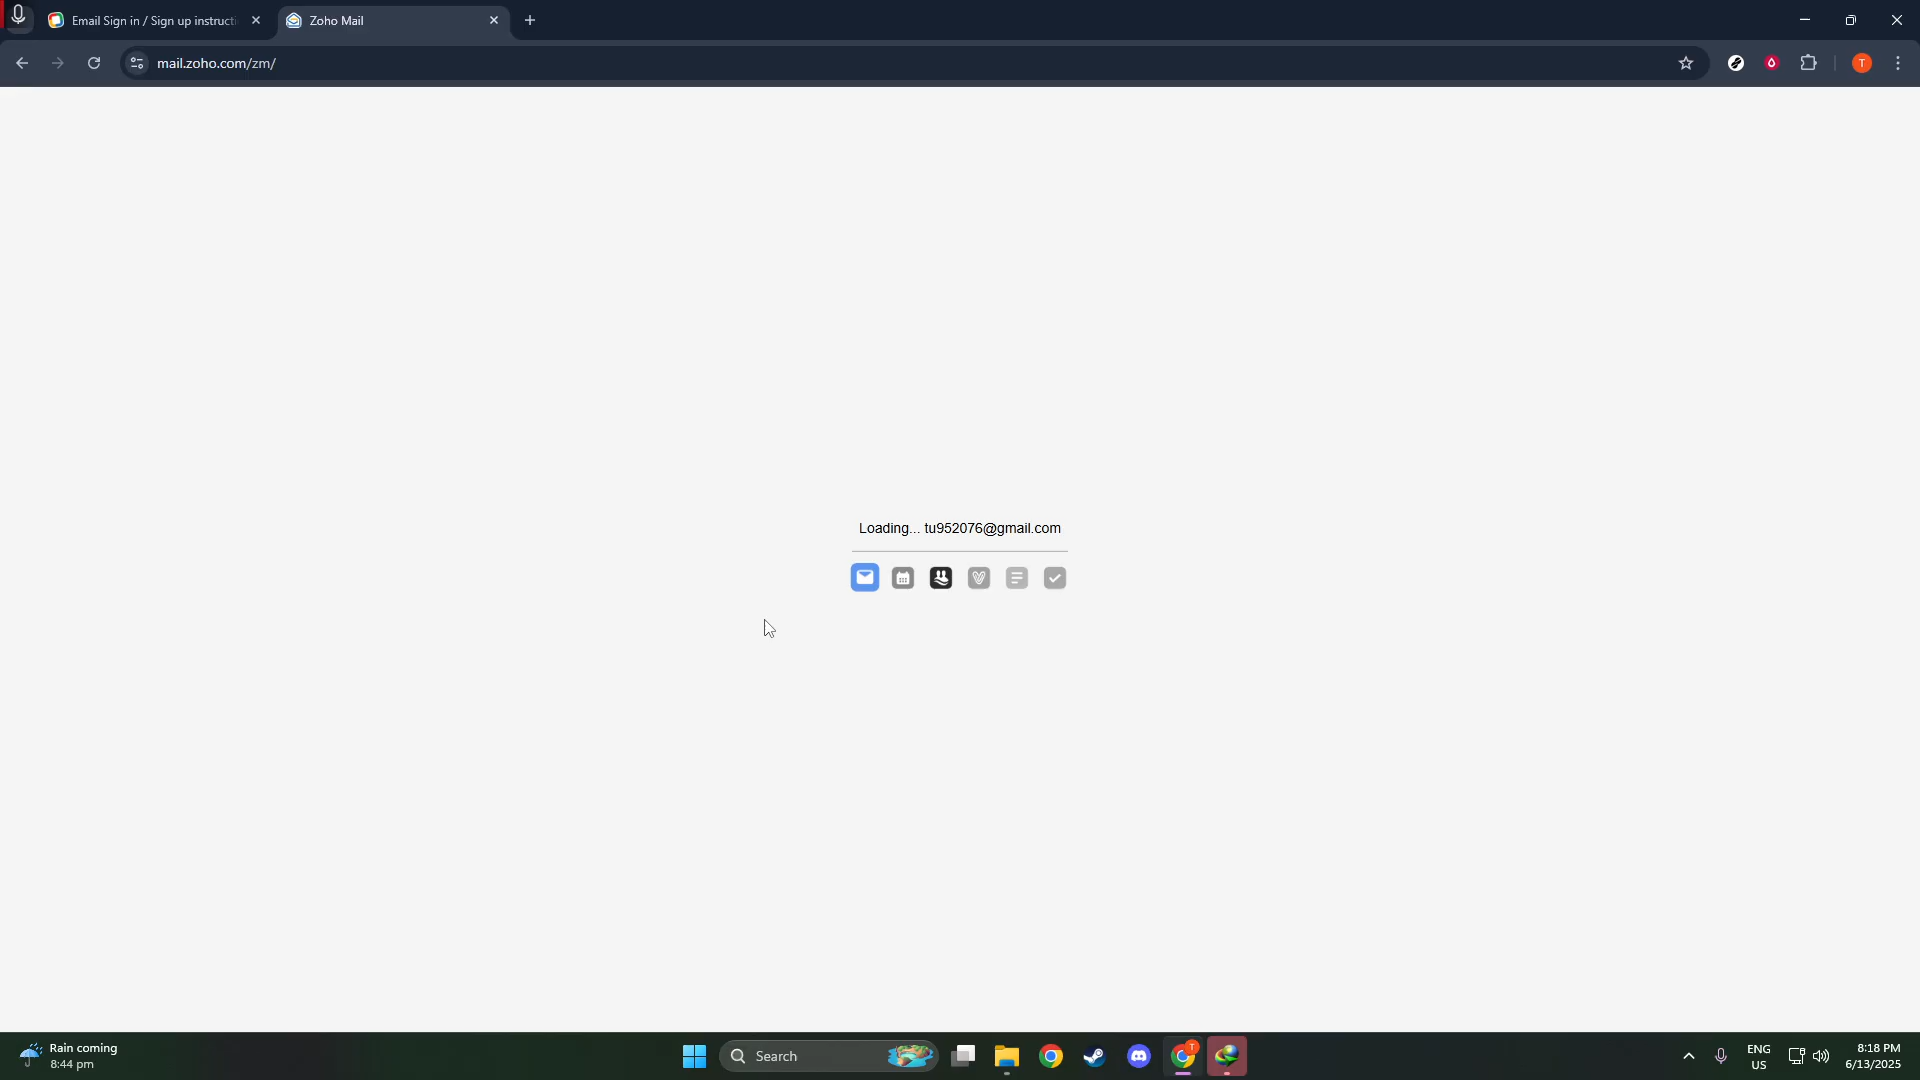 Email Sign in / Sign up instructi
Zoho Mail
mail.zoho.com/zm/
T
Loading... tu952076@gmail.com
Rain coming
8:44 pm
Search
T
ENG
US
8:18 PM
6/13/2025